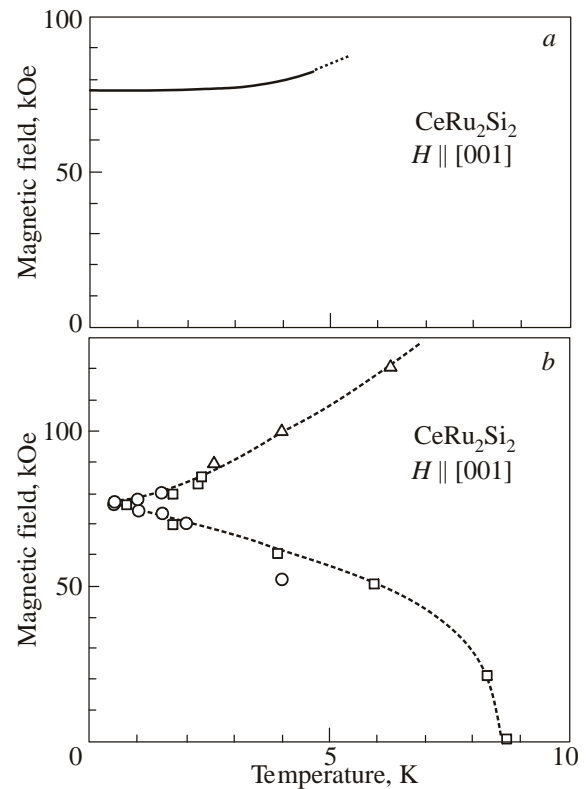 100
a
Magnetic field, kOe
CeRu₂Si₂
H || [001]
50
0
b
100
Magnetic field, kOe
CeRu₂Si₂
H || [001]
50
0
5
10
Temperature, K